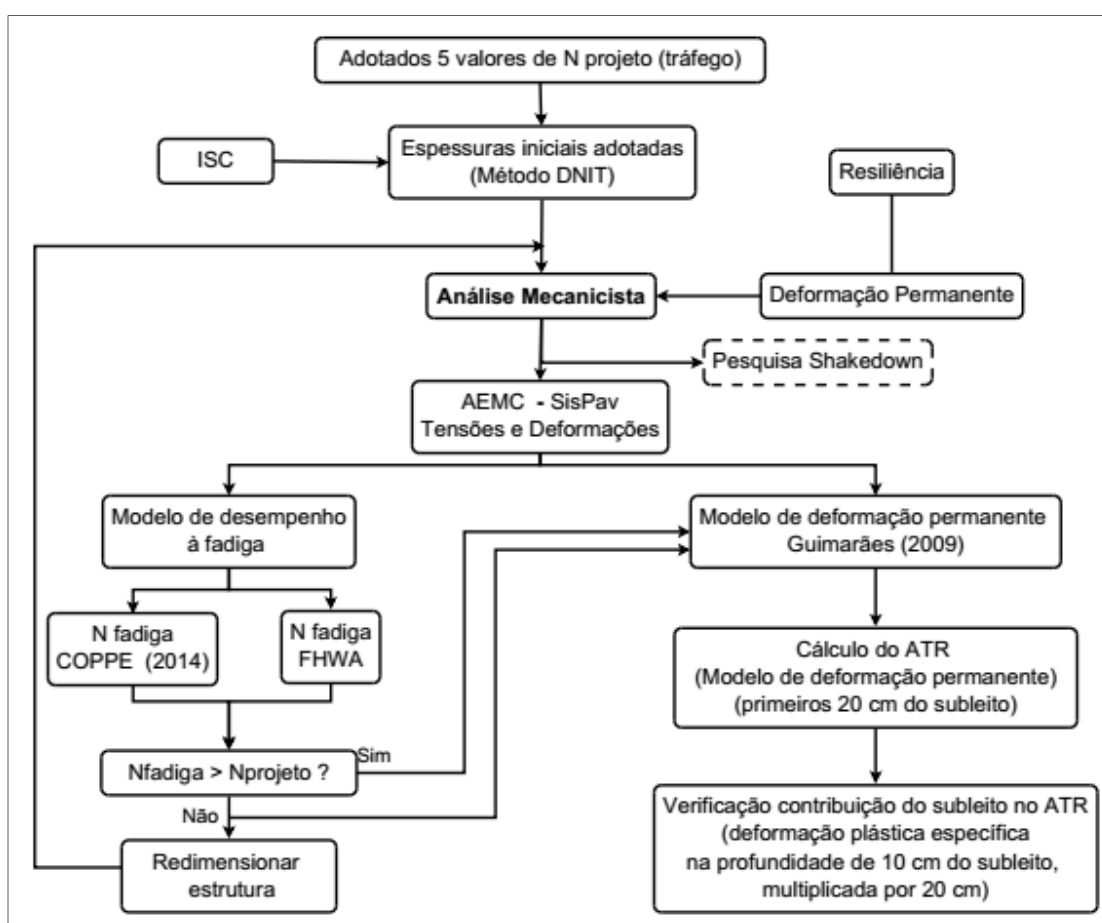 Adotados 5 valores de N projeto (tráfego)
ISC
Espessuras iniciais adotadas
(Método DNIT)
Resiliência
Análise Mecanicista
Deformação Permanente
Pesquisa Shakedown
AEMC - SisPav
Tensões e Deformações
Modelo de desempenho
à fadiga
Modelo de deformação permanente
Guimarães (2009)
N fadiga
COPPE (2014)
N fadiga
FHWA
Cálculo do ATR
(Modelo de deformação permanente)
(primeiros 20 cm do subleito)
Nfadiga > Nprojeto ?
Sim
Não
Redimensionar
estrutura
Verificação contribuição do subleito no ATR
(deformação plástica específica
na profundidade de 10 cm do subleito,
multiplicada por 20 cm)